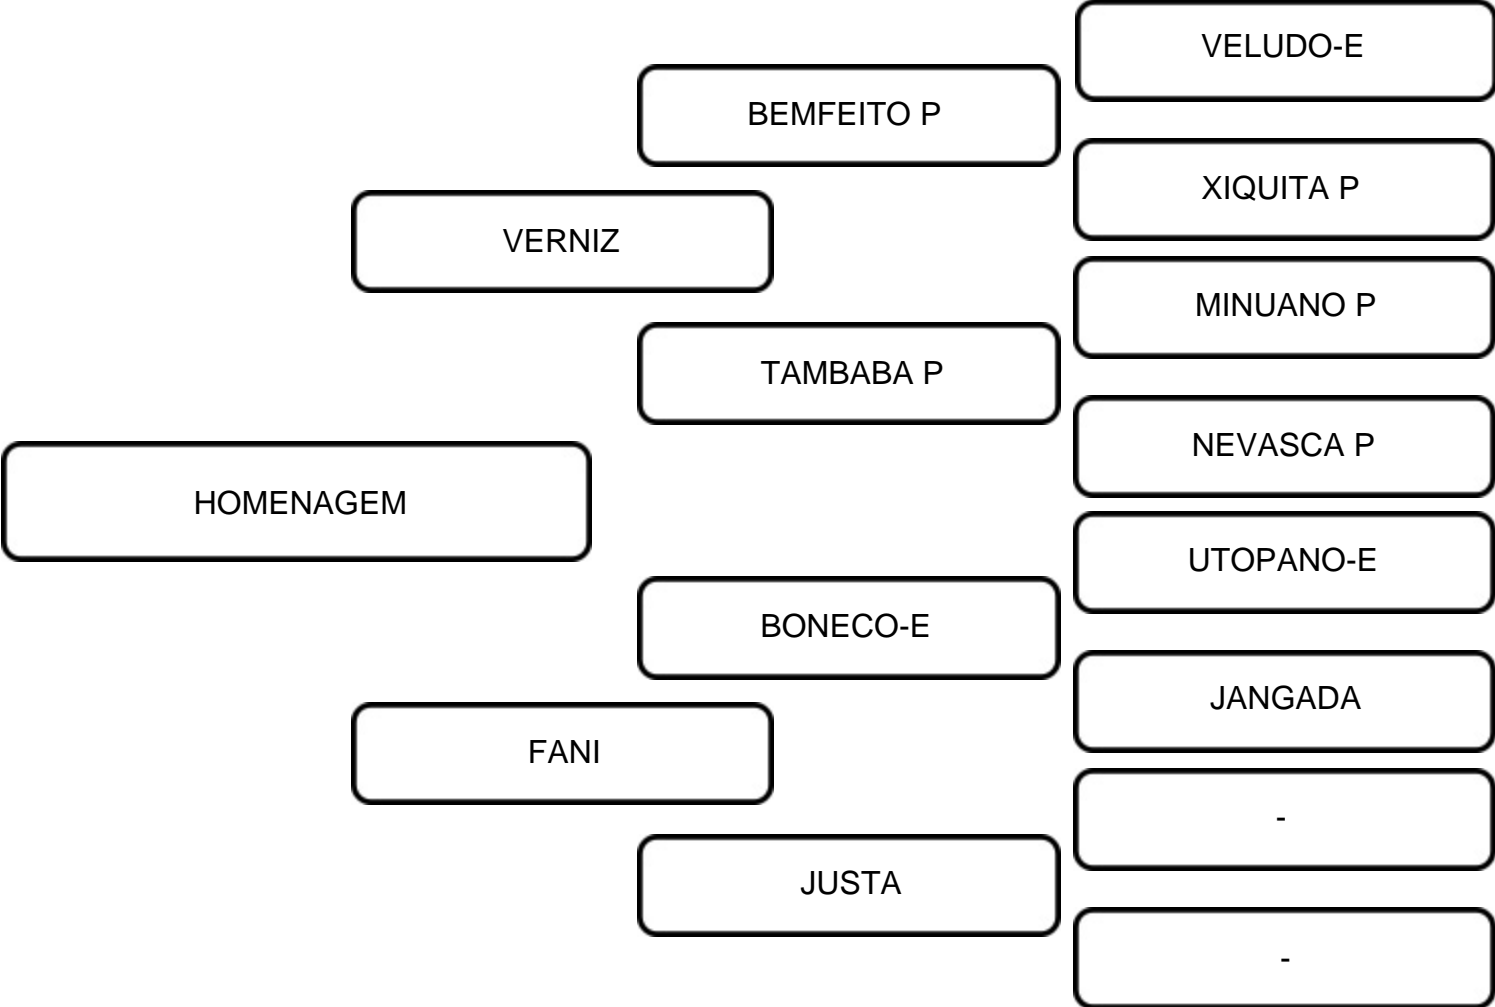 VELUDO-E
BEMFEITO P
XIQUITA P
VERNIZ
MINUANO P
TAMBABA P
NEVASCA P
HOMENAGEM
UTOPANO-E
BONECO-E
JANGADA
FANI
-
JUSTA
-